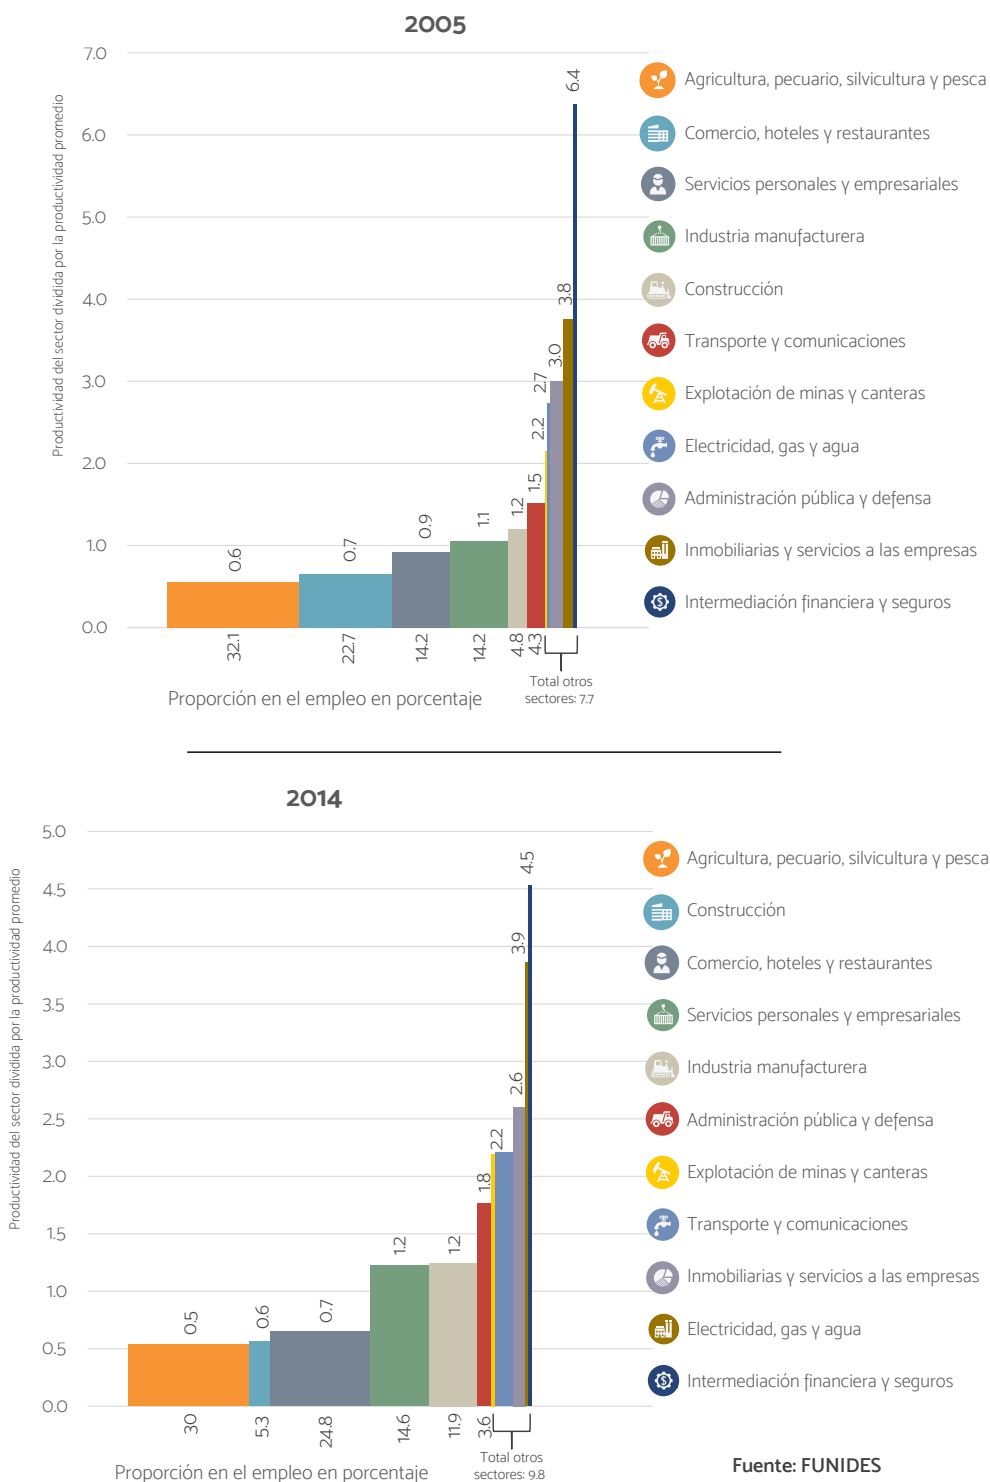 2005
Productividad del sector dividida por la productividad promedio
7.0
6.0
5.0
4.0
3.0
2.0
1.0
0.0
0.6
0.7
0.9
1.1
1.2
1.5
2.2
2.7
3.0
3.8
6.4
32.1
22.7
14.2
14.2
4.8
4.3
Total otros
sectores: 7.7
Proporción en el empleo en porcentaje
Agricultura, pecuario, silvicultura y pesca
Comercio, hoteles y restaurantes
Servicios personales y empresariales
Industria manufacturera
Construcción
Transporte y comunicaciones
Explotación de minas y canteras
Electricidad, gas y agua
Administración pública y defensa
Inmobiliarias y servicios a las empresas
Intermediación financiera y seguros
2014
Productividad del sector dividida por la productividad promedio
5.0
4.5
4.0
3.5
3.0
2.5
2.0
1.5
1.0
0.5
0.0
0.5
0.6
0.7
1.2
1.2
1.8
2.2
2.6
3.9
4.5
30
5.3
24.8
14.6
11.9
3.6
Total otros
sectores: 9.8
Proporción en el empleo en porcentaje
Agricultura, pecuario, silvicultura y pesca
Construcción
Comercio, hoteles y restaurantes
Servicios personales y empresariales
Industria manufacturera
Administración pública y defensa
Explotación de minas y canteras
Transporte y comunicaciones
Inmobiliarias y servicios a las empresas
Electricidad, gas y agua
Intermediación financiera y seguros
Fuente: FUNIDES